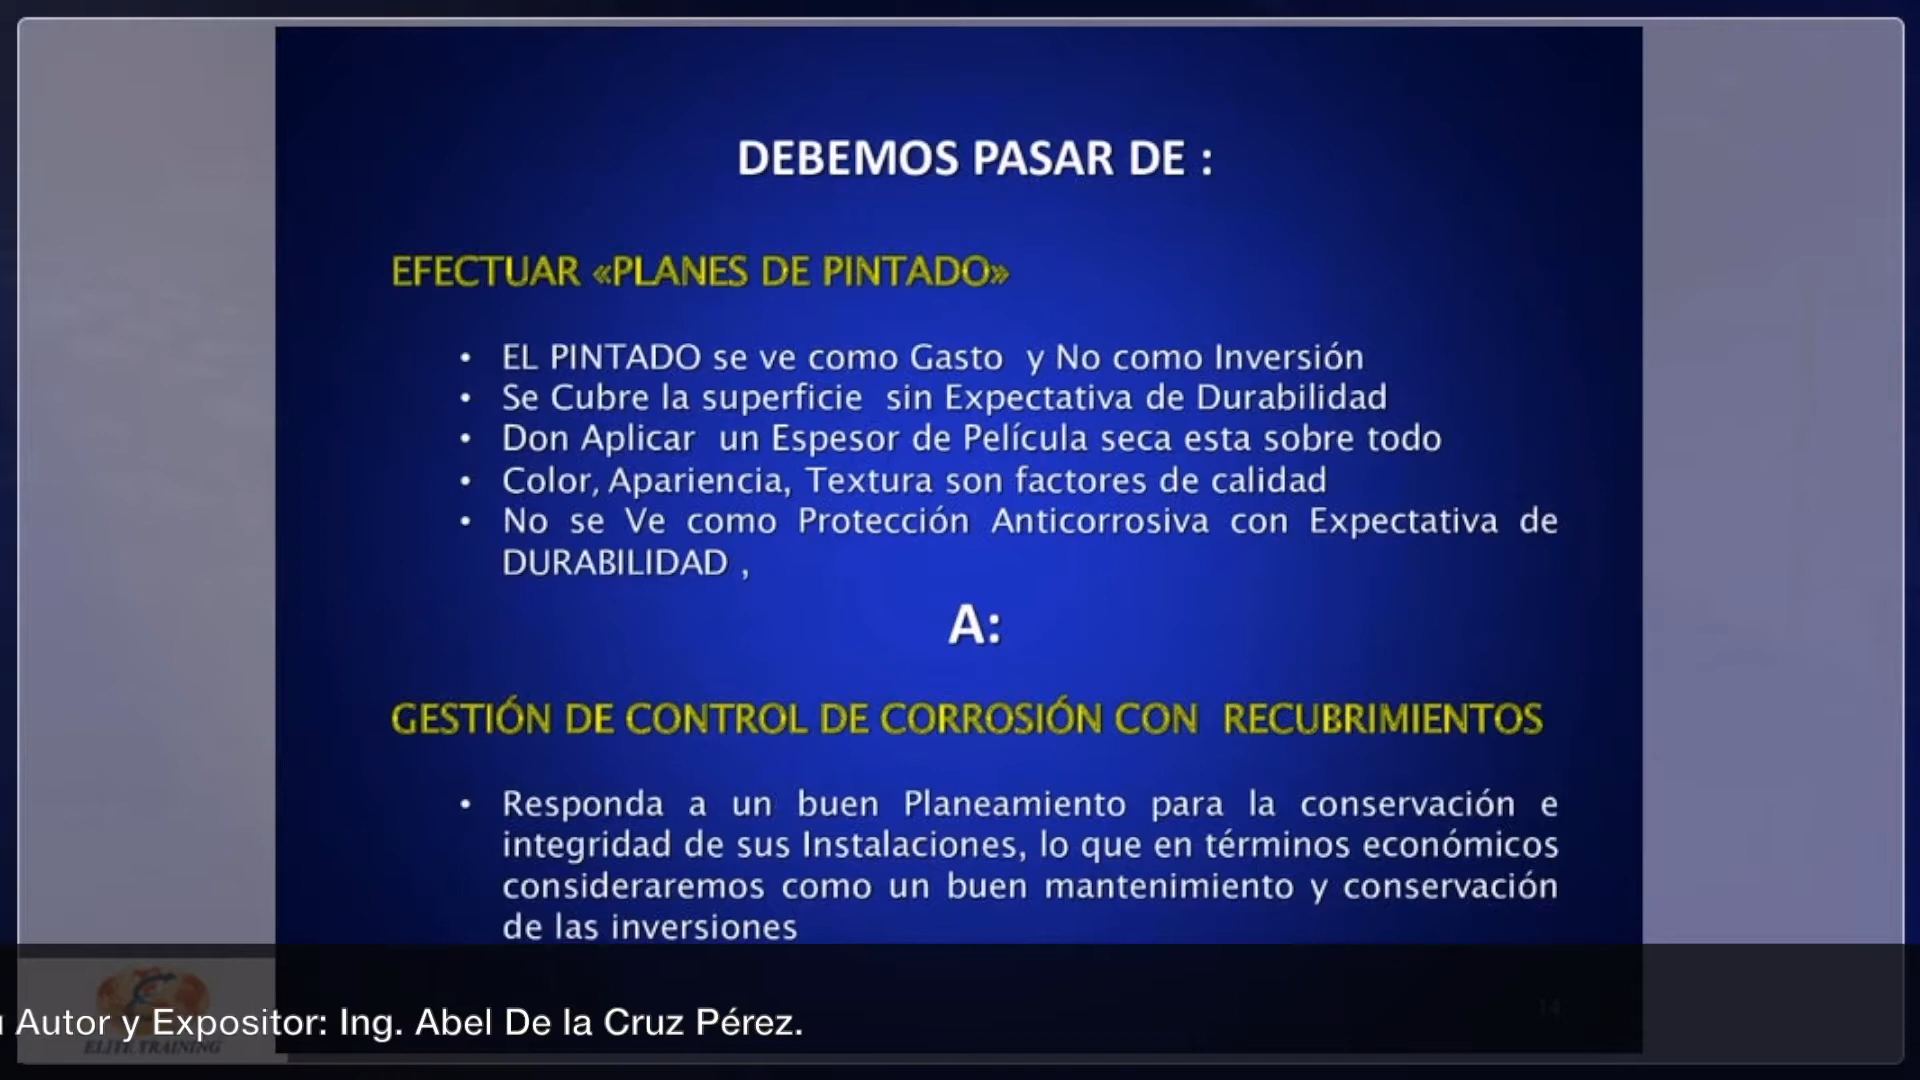 DEBEMOS PASAR DE :
EFECTUAR «PLANES DE PINTADO»
• EL PINTADO se ve como Gasto y No como Inversión
• Se Cubre la superficie sin Expectativa de Durabilidad
• Don Aplicar un Espesor de Película seca esta sobre todo
• Color, Apariencia, Textura son factores de calidad
• No se Ve como Protección Anticorrosiva con Expectativa de
DURABILIDAD ,
A:
GESTIÓN DE CONTROL DE CORROSIÓN CON RECUBRIMIENTOS
• Responda a un buen Planeamiento para la conservación e
integridad de sus Instalaciones, lo que en términos económicos
consideraremos como un buen mantenimiento y conservación
de las inversiones
14
Autor y Expositor: Ing. Abel De la Cruz Pérez.
ELITE TRAINING